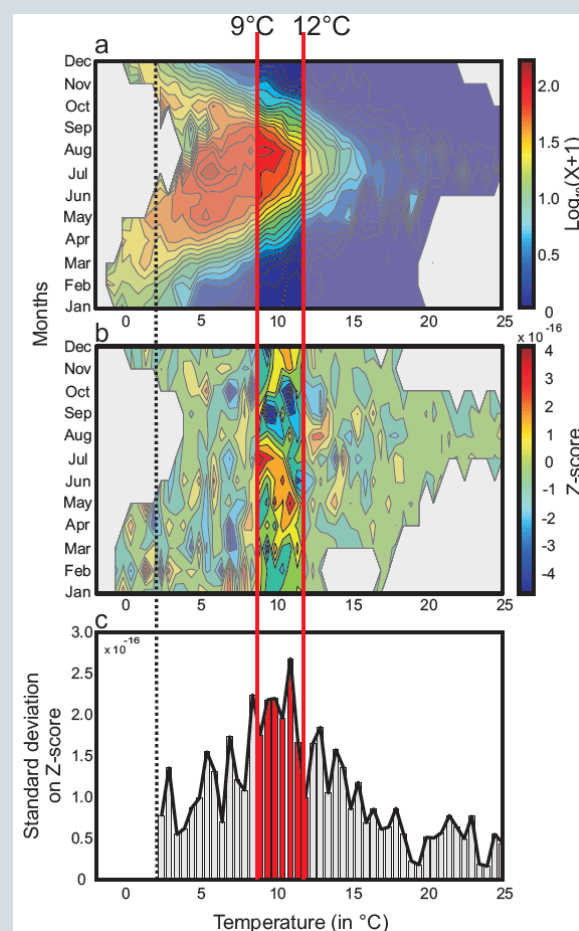 9°C 12°C
a
Dec
Nov
Oct
Sep
Aug
Jul
Jun
May
Apr
Mar
Feb
Jan
0 5 10 15 20 25
2.0
1.5
1.0
0.5
0
Log₁₀(X+1)
Months
b
Dec
Nov
Oct
Sep
Aug
Jul
Jun
May
Apr
Mar
Feb
Jan
0 5 10 15 20 25
x 10⁻¹⁶
4
3
2
1
0
-1
-2
-3
-4
Z-score
c
3.0
x 10⁻¹⁶
2.5
2.0
1.5
1.0
0.5
0
Standard deviation
on Z-score
0 5 10 15 20 25
Temperature (in °C)